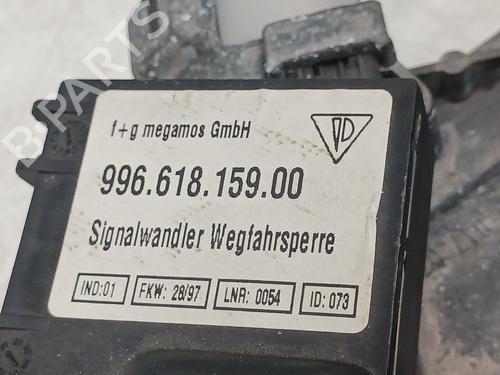 f+g megamos GmbH
996.618.159.00
Signalwandler Wegfahrsperre
IND:01 FKW: 28/97 LNR: 0054 ID: 073
B-PARTS